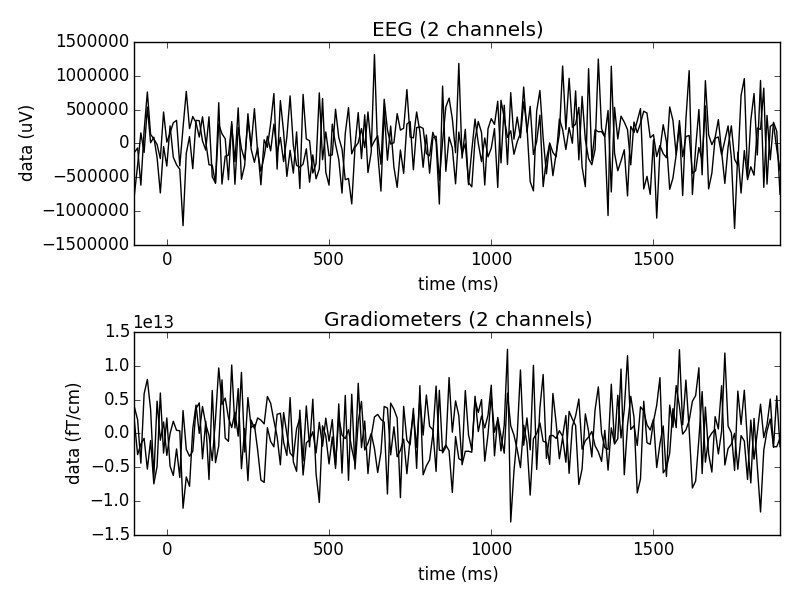 EEG (2 channels)
1500000
1000000
500000
0
−500000
−1000000
−1500000
data (uV)
0 500 1000 1500
time (ms)
Gradiometers (2 channels)
1e13
1.5
1.0
0.5
0.0
−0.5
−1.0
−1.5
data (fT/cm)
0 500 1000 1500
time (ms)